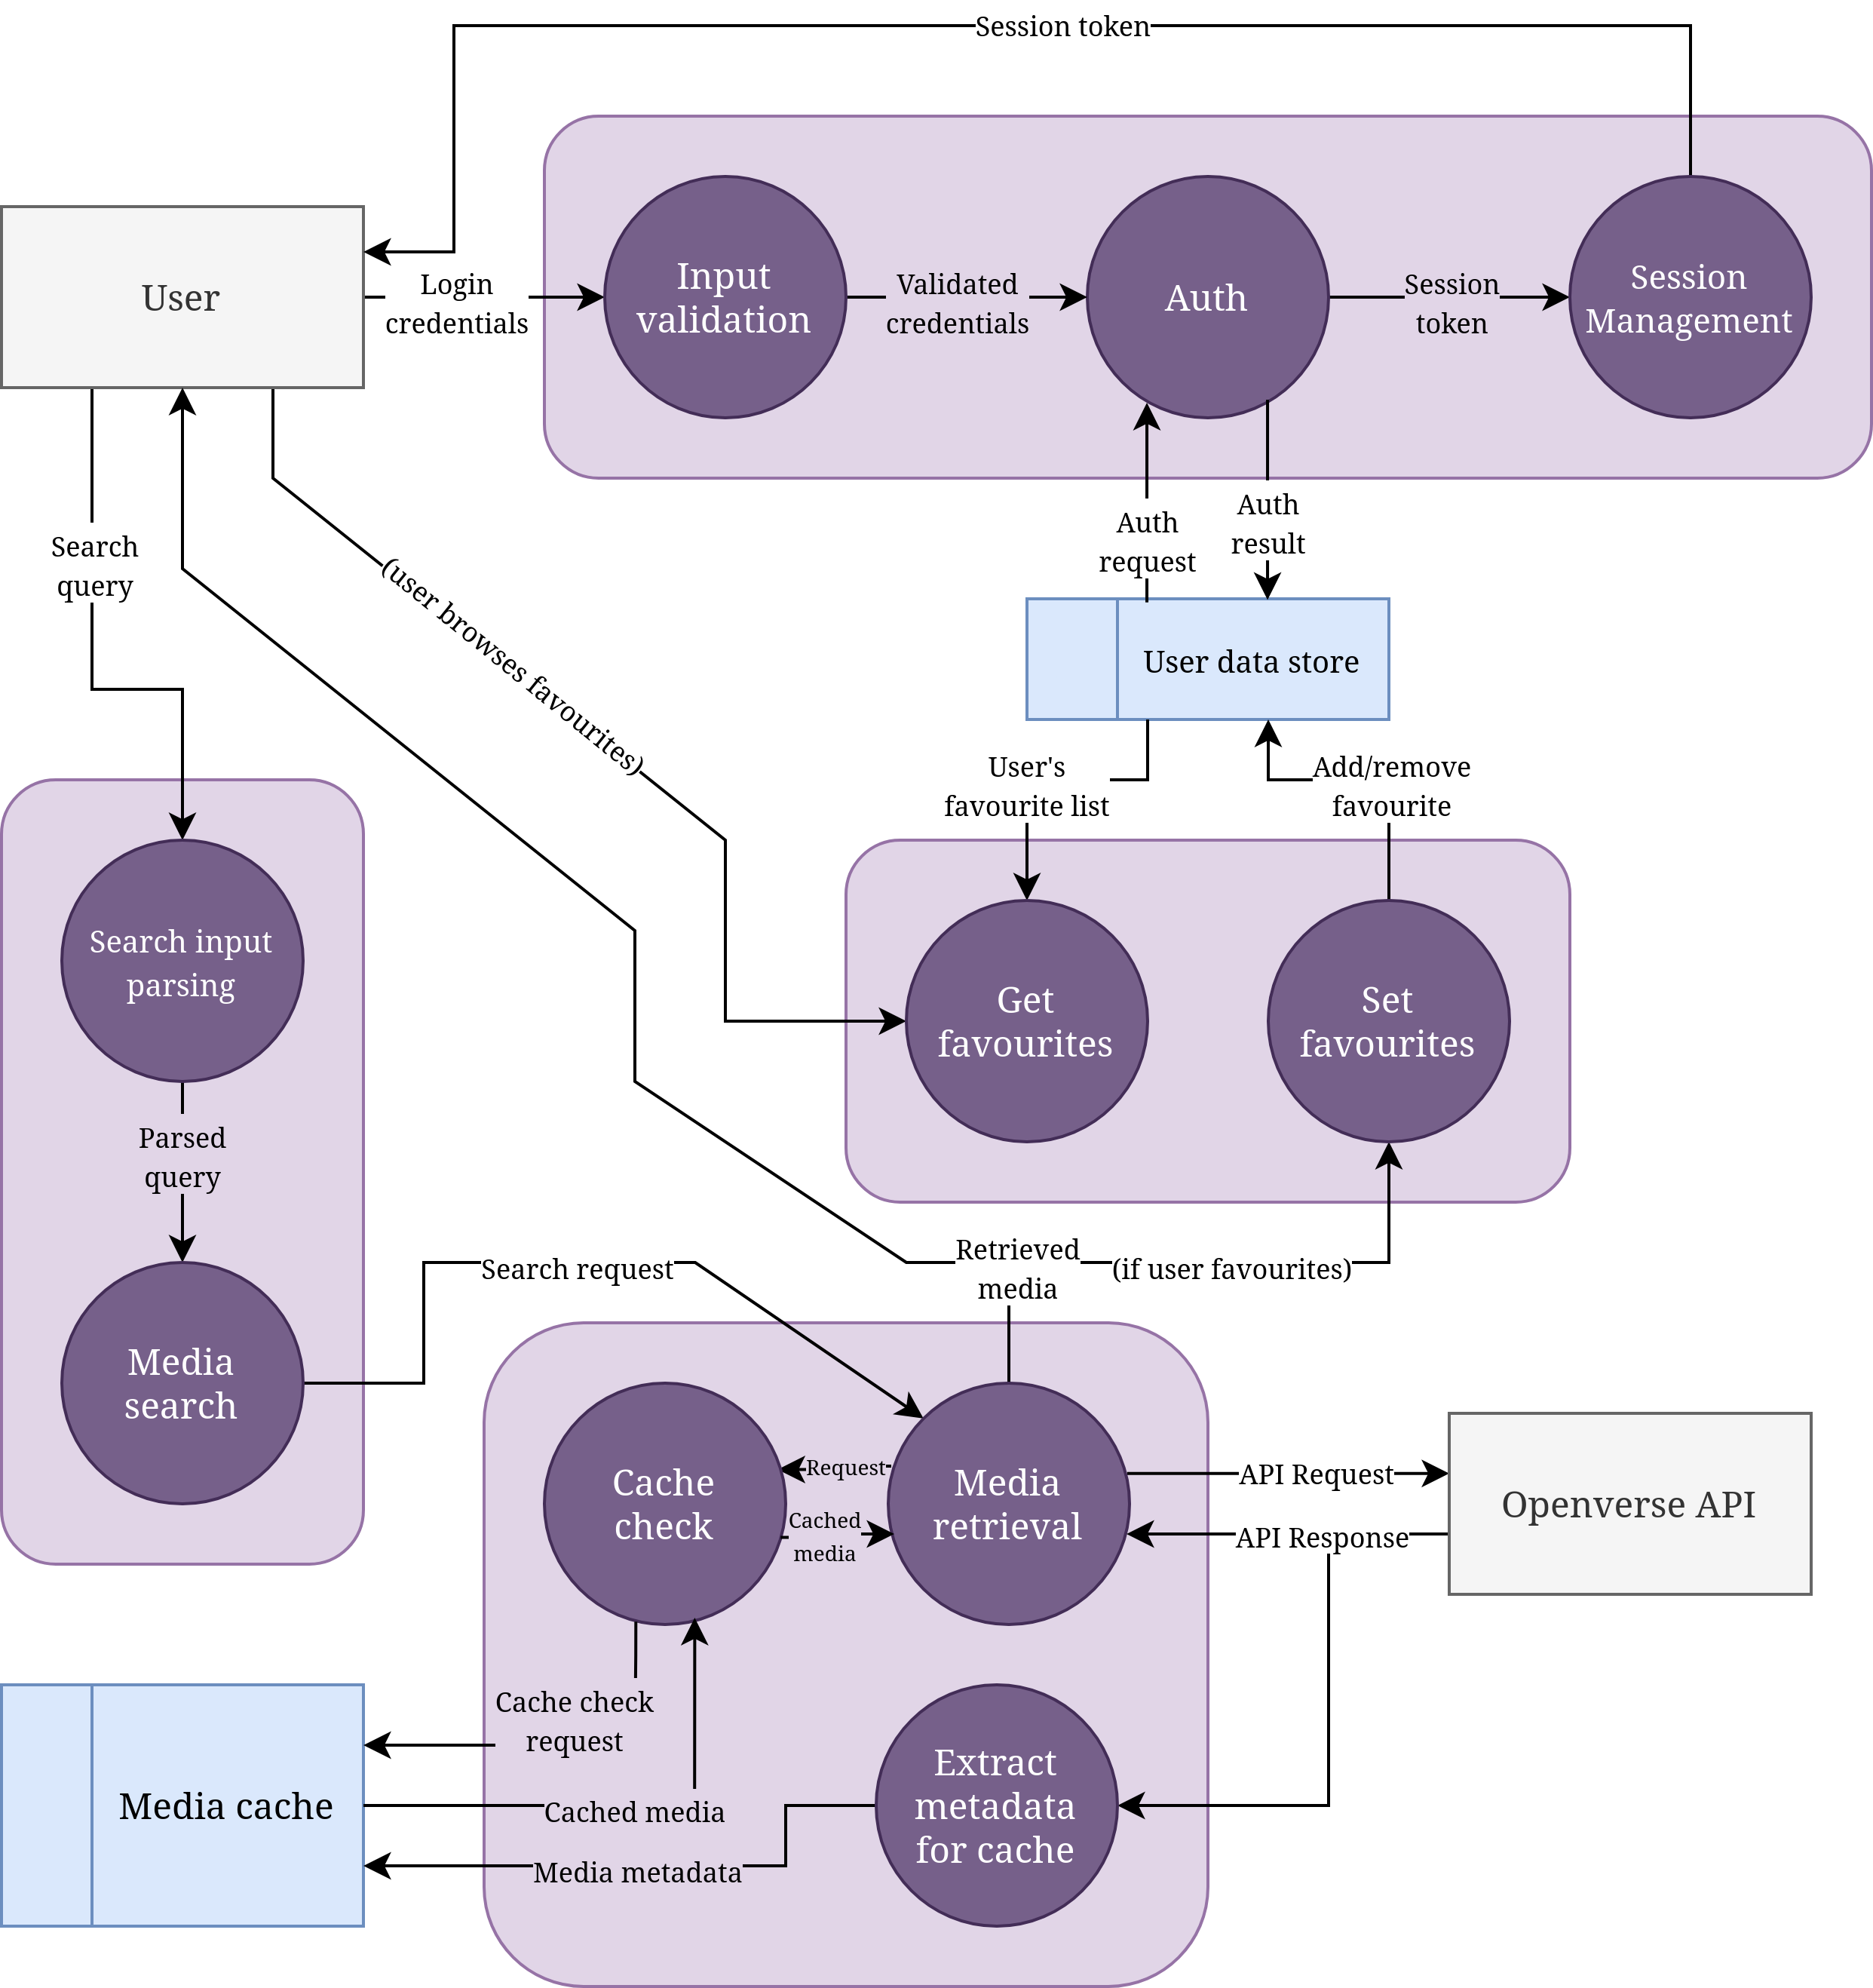 Session token
User
Login
credentials
Input
validation
Validated
credentials
Auth
Session
token
Session
Management
Search
query
(user browses favourites)
Auth
request
Auth
result
User data store
User's
favourite list
Add/remove
favourite
Search input
parsing
Get
favourites
Set
favourites
Parsed
query
Search request
Retrieved
media
(if user favourites)
Media
search
Cache
check
Request
Cached
media
Media
retrieval
API Request
API Response
Openverse API
Cache check
request
Media cache
Cached media
Media metadata
Extract
metadata
for cache